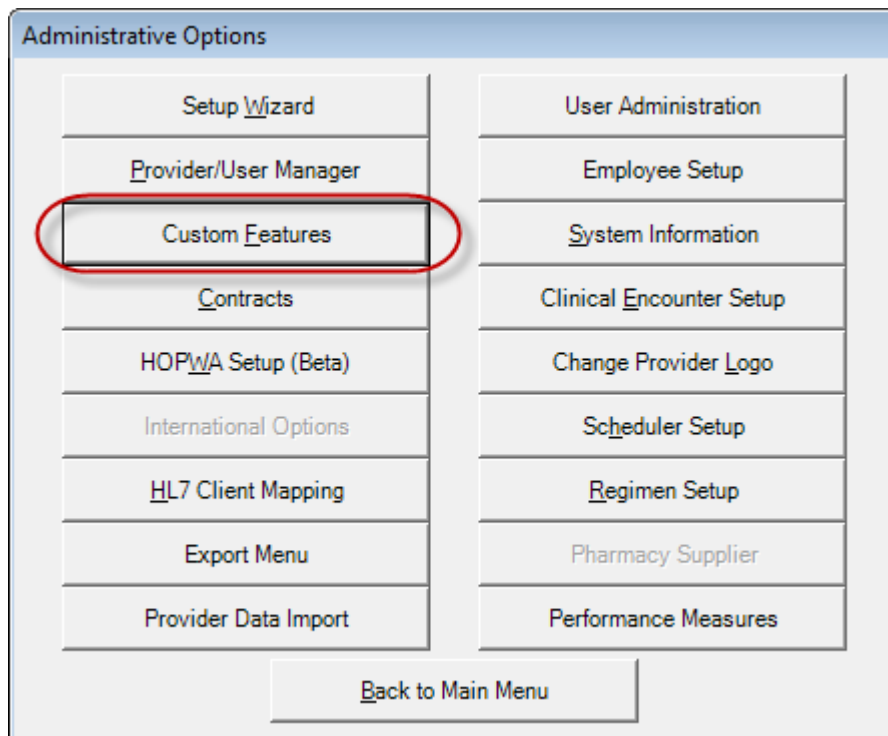 Administrative Options
Setup Wizard
User Administration
Provider/User Manager
Employee Setup
Custom Features
System Information
Contracts
Clinical Encounter Setup
HOPWA Setup (Beta)
Change Provider Logo
International Options
Scheduler Setup
HL7 Client Mapping
Regimen Setup
Export Menu
Pharmacy Supplier
Provider Data Import
Performance Measures
Back to Main Menu